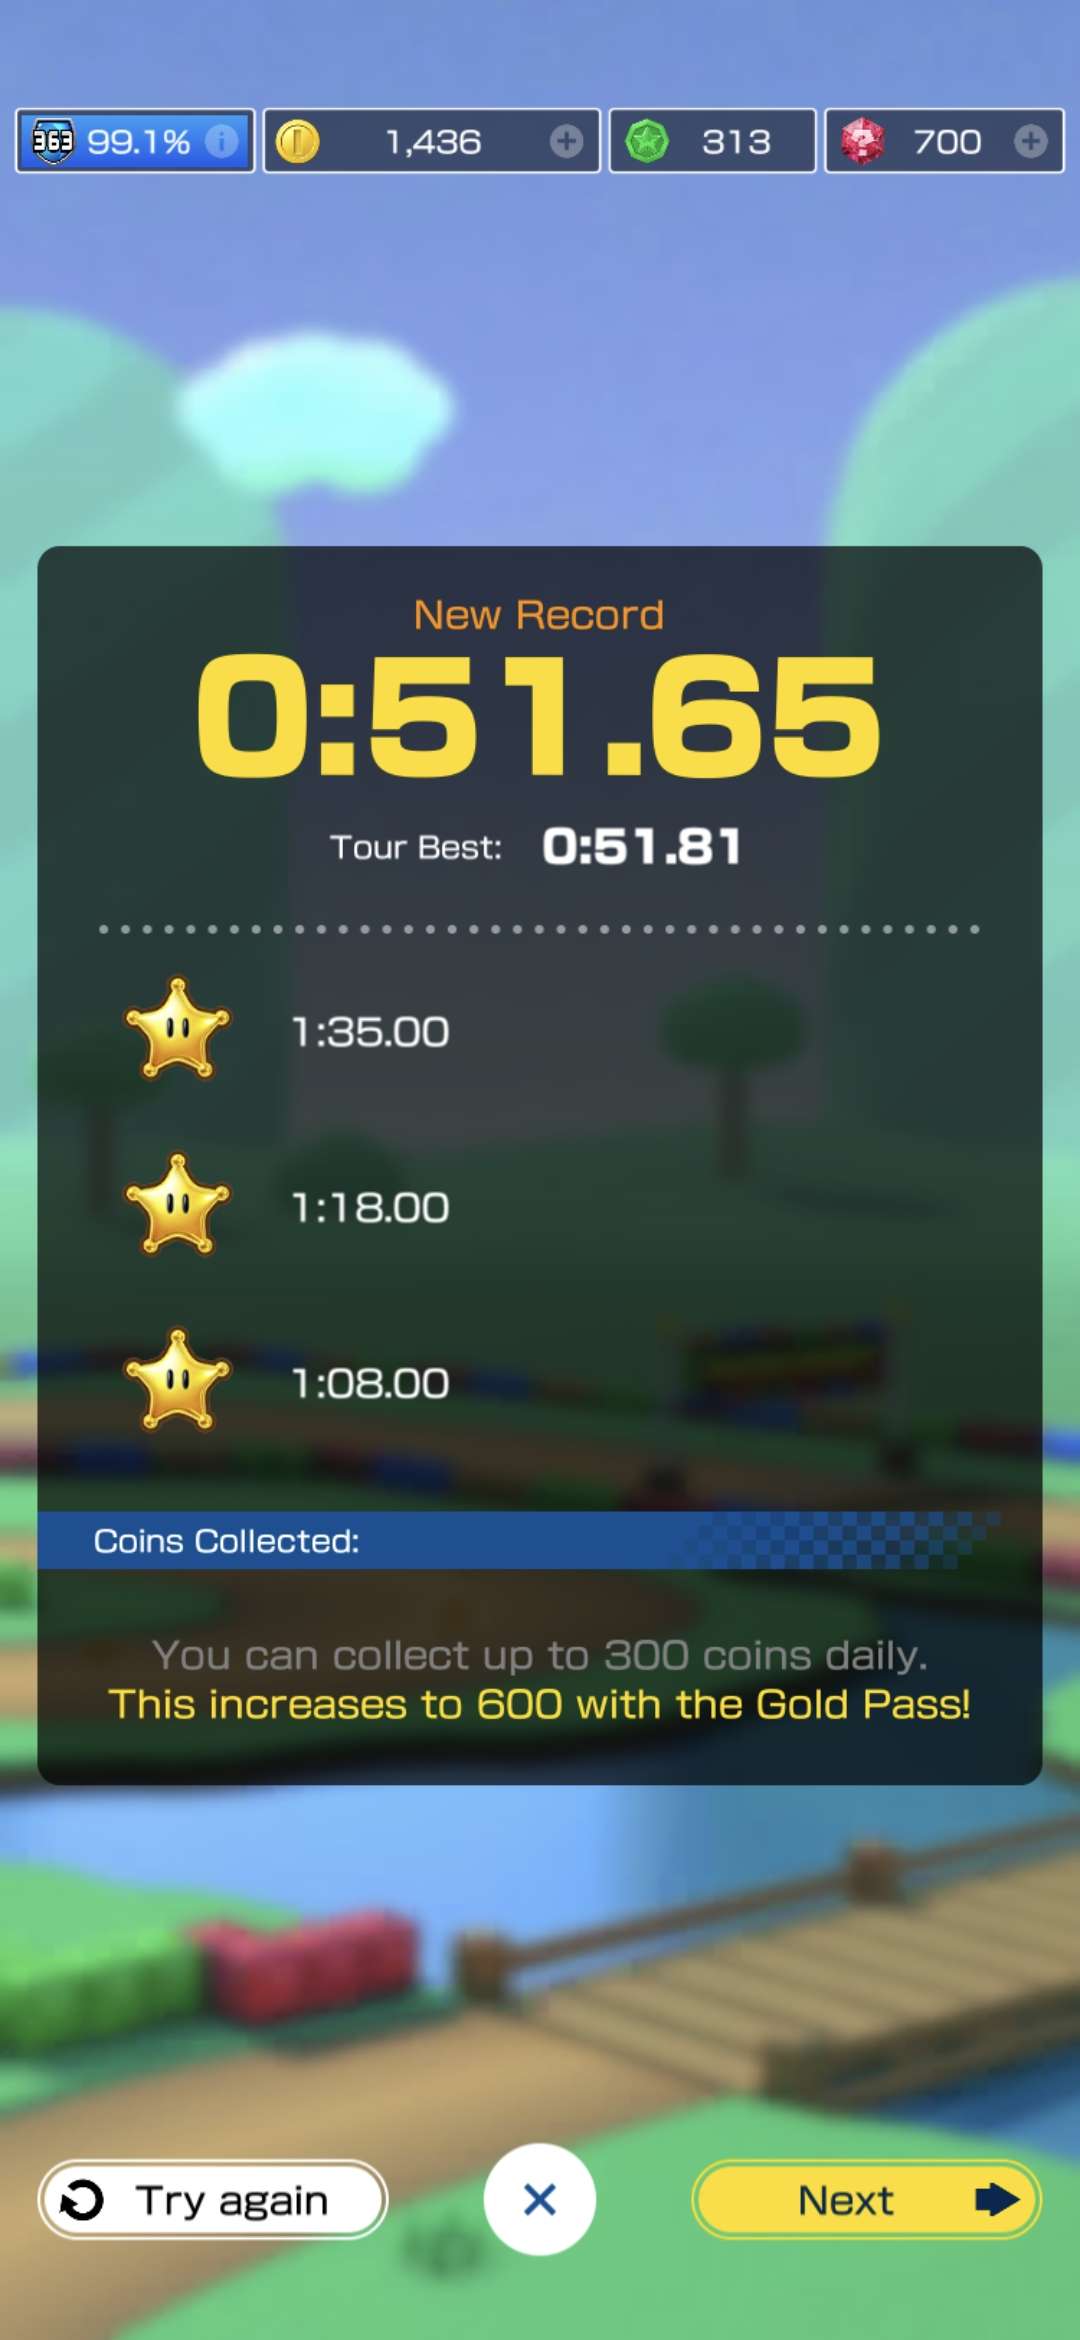 363 99.1% i 1,436 + 313 ? 700 +
New Record
0:51.65
Tour Best: 0:51.81
1:35.00
1:18.00
1:08.00
Coins Collected:
You can collect up to 300 coins daily.
This increases to 600 with the Gold Pass!
Try again × Next